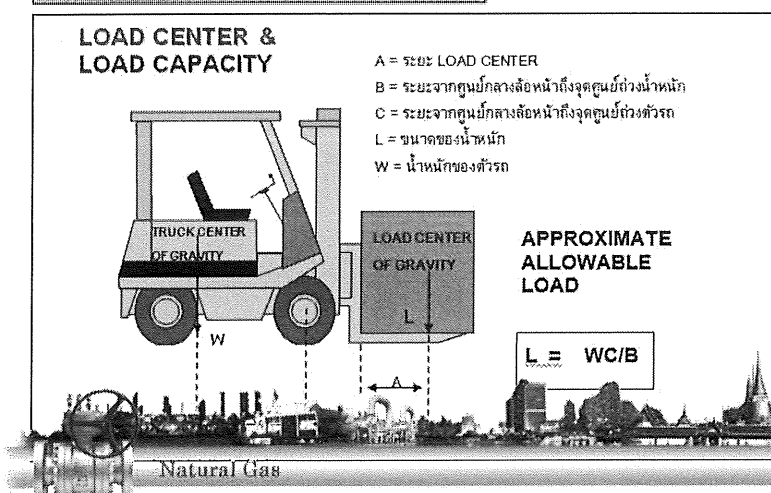 LOAD CENTER &
LOAD CAPACITY
A = ระยะ LOAD CENTER
B = ระยะจากศูนย์กลางล้อหน้าถึงจุดศูนย์ถ่วงน้ำหนัก
C = ระยะจากศูนย์กลางล้อหน้าถึงจุดศูนย์ถ่วงตัวรถ
L = ขนาดของน้ำหนัก
W = น้ำหนักของตัวรถ
TRUCK CENTER
OF GRAVITY
LOAD CENTER
OF GRAVITY
APPROXIMATE
ALLOWABLE
LOAD
L
W
L = WC/B
A
Natural Gas